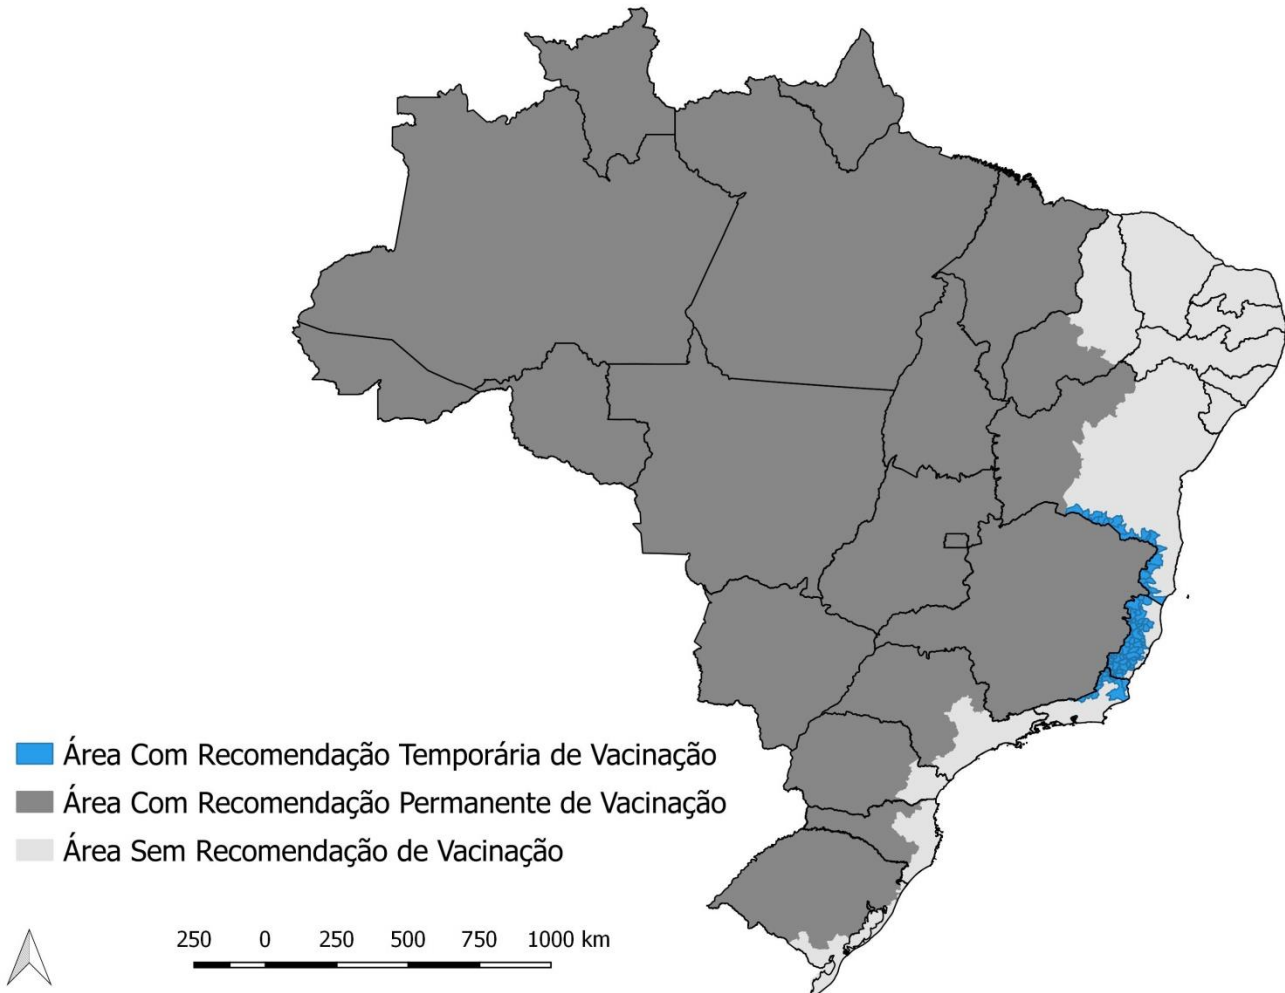 Área Com Recomendação Temporária de Vacinação
Área Com Recomendação Permanente de Vacinação
Área Sem Recomendação de Vacinação
250 0 250 500 750 1000 km